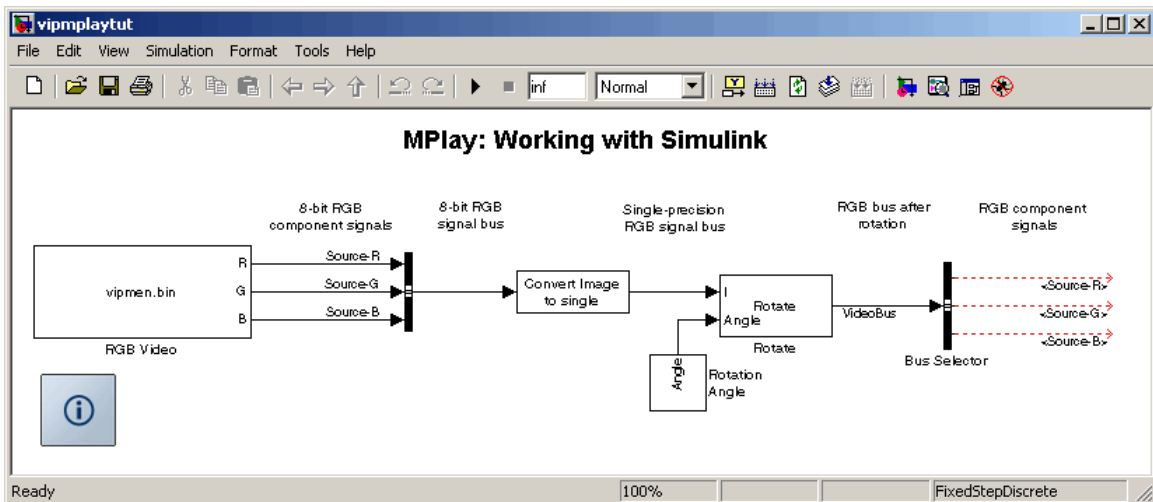 vipmplaytut
File Edit View Simulation Format Tools Help
inf Normal
MPlay: Working with Simulink
8-bit RGB
component signals
8-bit RGB
signal bus
Single-precision
RGB signal bus
RGB bus after
rotation
RGB component
signals
vipmen.bin
R
G
B
Source-R
Source-G
Source-B
RGB Video
Convert Image
to single
I
Angle
Rotate
Rotate
Angle
Rotation
Angle
VideoBus
Bus Selector
<Source-R>
<Source-G>
<Source-B>
Ready 100% FixedStepDiscrete